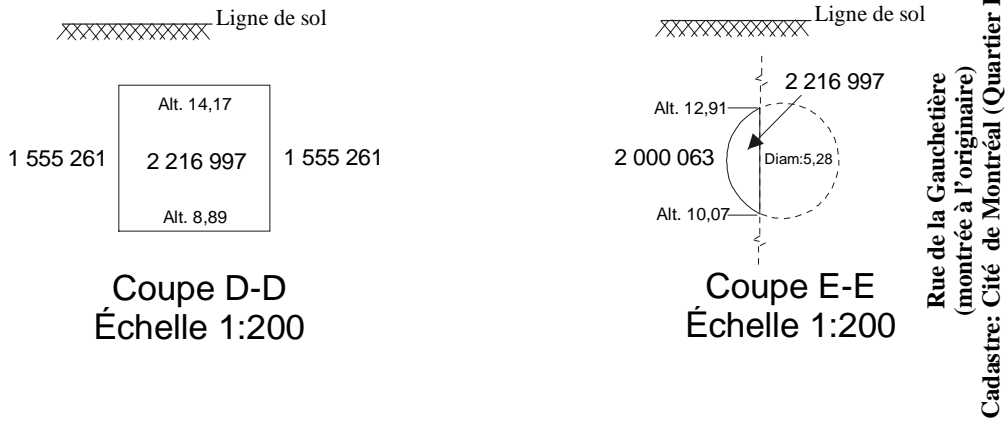 Ligne de sol
Alt. 14,17
1 555 261
2 216 997
1 555 261
Alt. 8,89
Coupe D-D
Échelle 1:200
Ligne de sol
2 216 997
Alt. 12,91
2 000 063
Diam:5,28
Alt. 10,07
Coupe E-E
Échelle 1:200
Rue de la Gauchetière
(montrée à l'originaire)
Cadastre: Cité de Montréal (Quartier